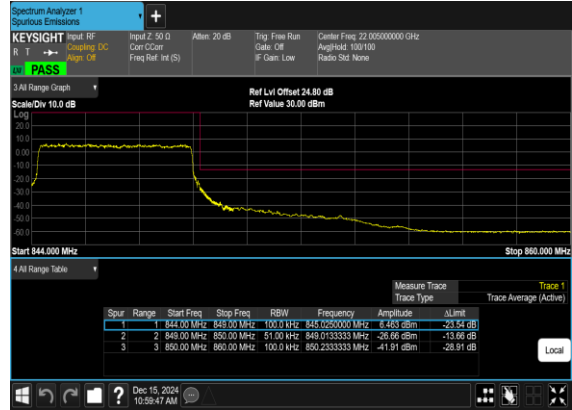 Spectrum Analyzer 1
Spurious Emissions
+
KEYSIGHT Input: RF Input Z: 50 Ω Atten: 20 dB Trig: Free Run Center Freq: 22.005000000 GHz
R T Coupling: DC Corr CCorr Gate: Off Avg|Hold: 100/100
Align: Off Freq Ref: Int (S) IF Gain: Low Radio Std: None
PASS
3 All Range Graph
Ref Lvl Offset 24.80 dB
Scale/Div 10.0 dB Ref Value 30.00 dBm
Log
20.0
10.0
0.00
-10.0
-20.0
-30.0
-40.0
-50.0
-60.0
Start 844.000 MHz Stop 860.000 MHz
4 All Range Table
Measure Trace Trace 1
Trace Type Trace Average (Active)
Spur Range Start Freq Stop Freq RBW Frequency Amplitude ΔLimit
1 1 844.00 MHz 849.00 MHz 100.0 kHz 845.0250000 MHz 6.463 dBm -23.54 dB
2 2 849.00 MHz 850.00 MHz 51.00 kHz 849.0133333 MHz -26.66 dBm -13.66 dB
3 3 850.00 MHz 860.00 MHz 100.0 kHz 850.2333333 MHz -41.91 dBm -28.91 dB
Local
? Dec 15, 2024
10:59:47 AM